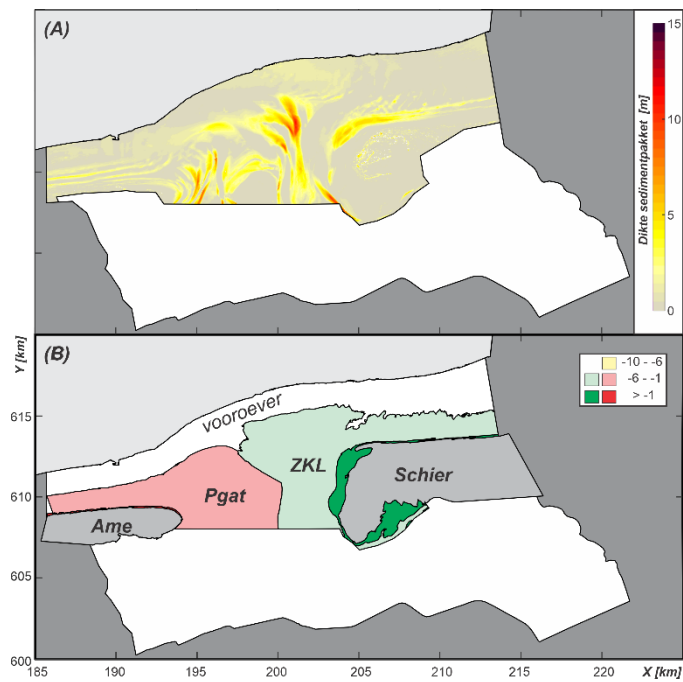 (A)
15
10
5
0
Dikte sedimentpakket [m]
(B)
-10 - -6
-6 - -1
> -1
vooroever
ZKL
Pgat
Schier
Ame
Y [km]
615
610
605
600
185
190
195
200
205
210
215
220
X [km]